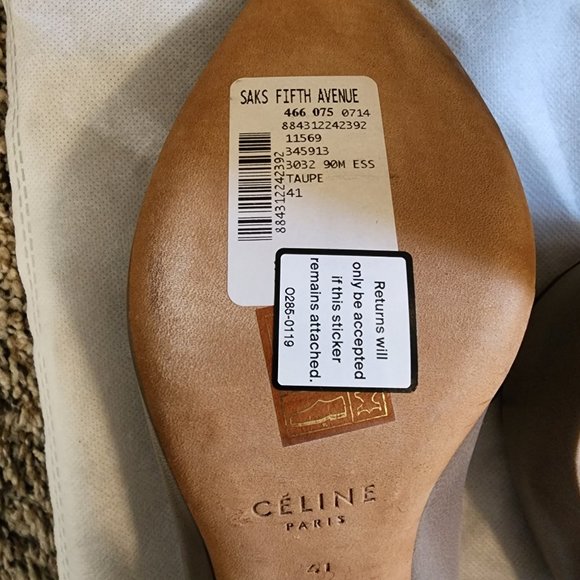 SAKS FIFTH AVENUE
466 075 0714
884312242392
11569
345913
3032 90M ESS
TAUPE
41
884312242392
Returns will
only be accepted
if this sticker
remains attached.
O285-0119
CÉLINE
PARIS
41